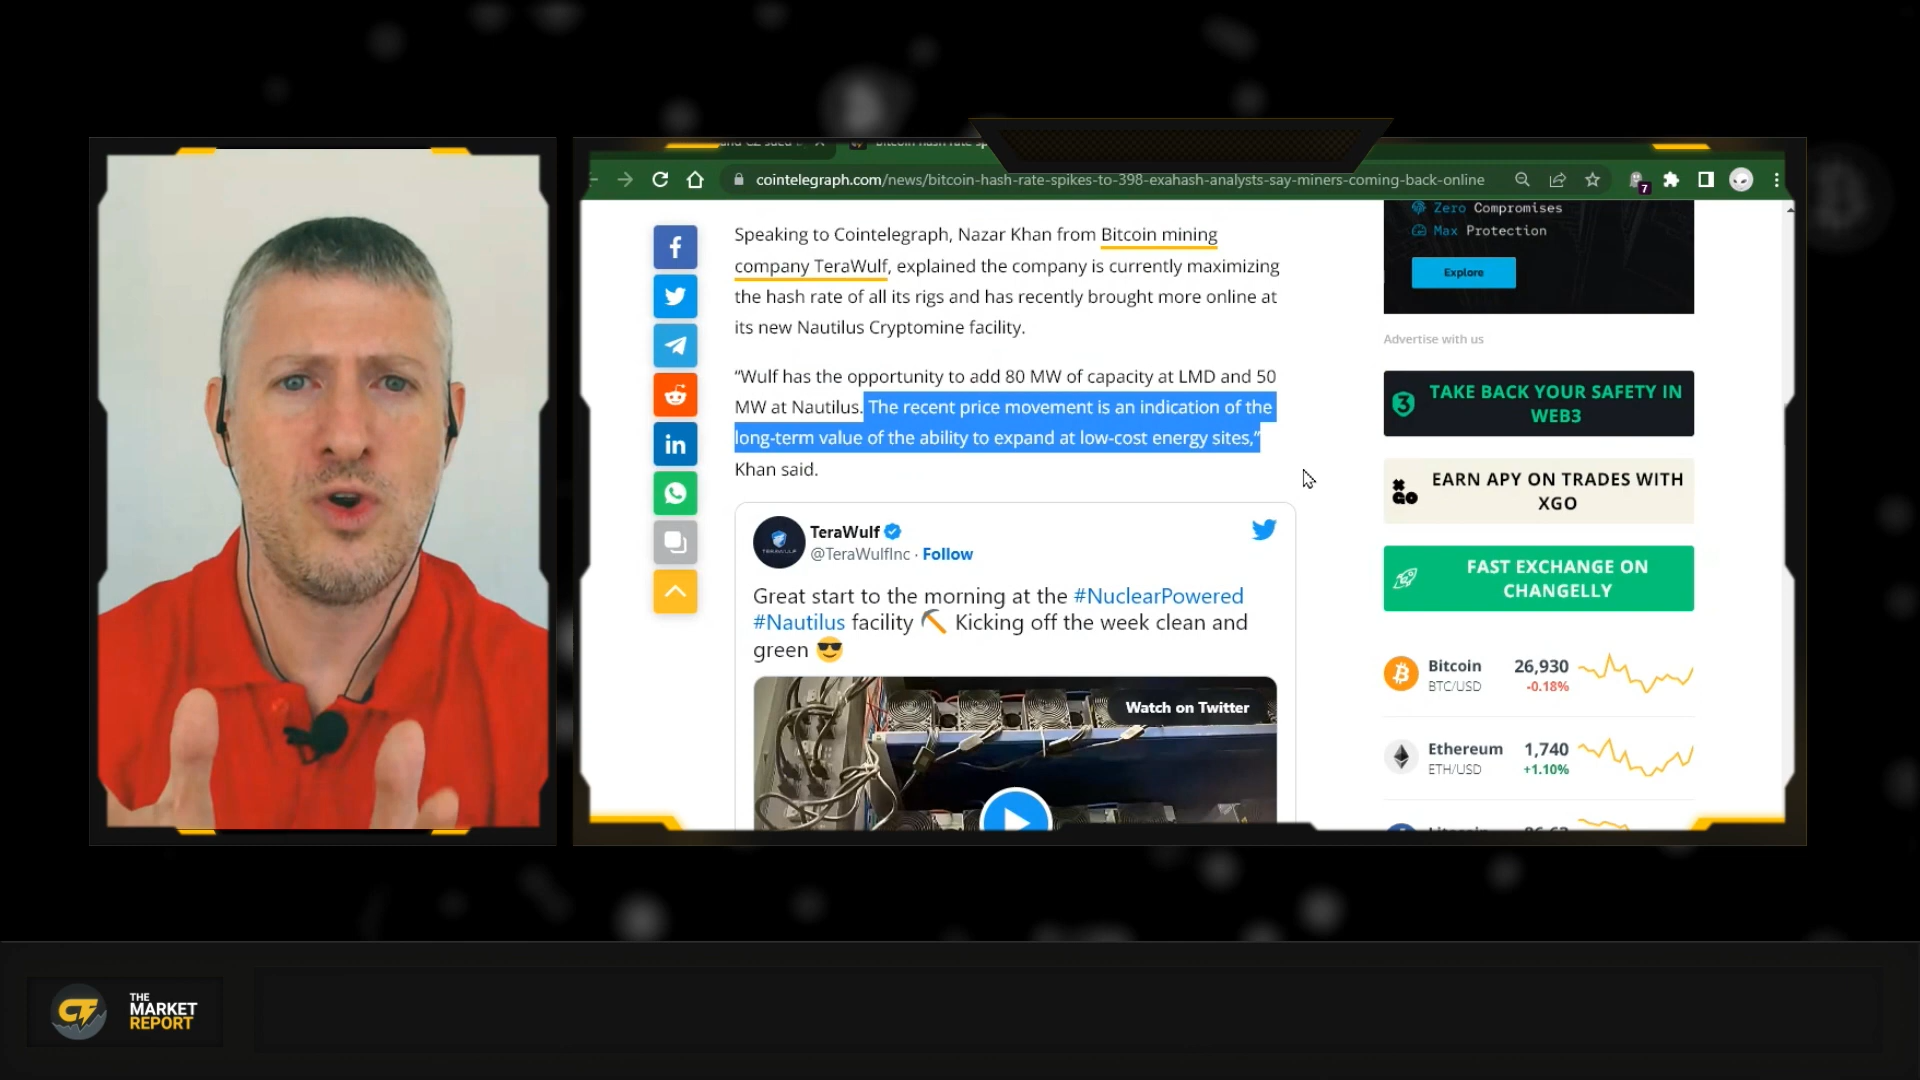 cointelegraph.com/news/bitcoin-hash-rate-spikes-to-398-exahash-analysts-say-miners-coming-back-online
7
Speaking to Cointelegraph, Nazar Khan from Bitcoin mining
company TeraWulf, explained the company is currently maximizing
the hash rate of all its rigs and has recently brought more online at
its new Nautilus Cryptomine facility.
“Wulf has the opportunity to add 80 MW of capacity at LMD and 50
MW at Nautilus. The recent price movement is an indication of the
long-term value of the ability to expand at low-cost energy sites,”
Khan said.
TeraWulf
@TeraWulfInc · Follow
Great start to the morning at the #NuclearPowered
#Nautilus facility ⛏️ Kicking off the week clean and
green 😎
Watch on Twitter
Zero Compromises
Max Protection
Explore
Advertise with us
TAKE BACK YOUR SAFETY IN
WEB3
EARN APY ON TRADES WITH
XGO
FAST EXCHANGE ON
CHANGELLY
Bitcoin 26,930
BTC/USD -0.18%
Ethereum 1,740
ETH/USD +1.10%
THE
MARKET
REPORT